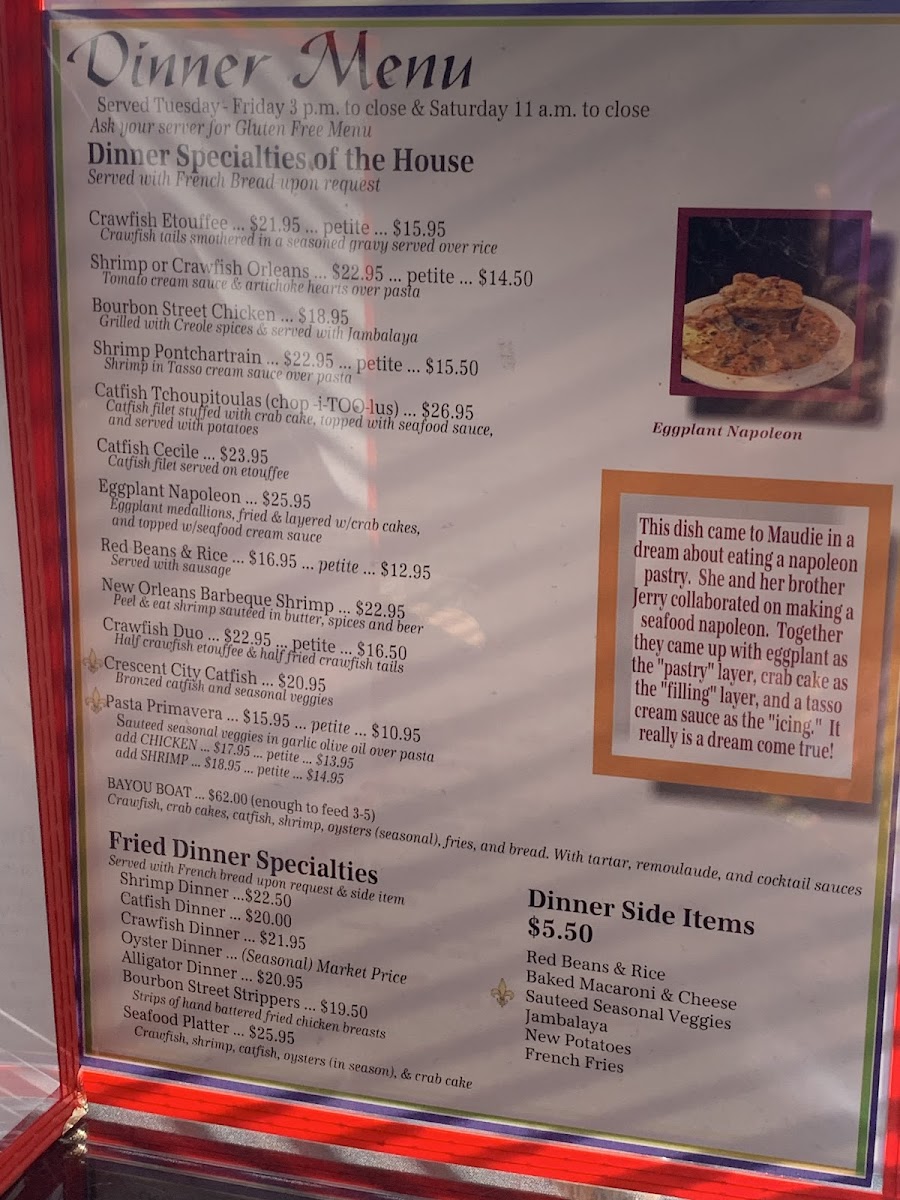 Dinner Menu
Served Tuesday - Friday 3 p.m. to close & Saturday 11 a.m. to close
Ask your server for Gluten Free Menu
Dinner Specialties of the House
Served with French Bread upon request
Crawfish Etouffee ... $21.95 ... petite ... $15.95
Crawfish tails smothered in a seasoned gravy served over rice
Shrimp or Crawfish Orleans ... $22.95 ... petite ... $14.50
Tomato cream sauce & artichoke hearts over pasta
Bourbon Street Chicken ... $18.95
Grilled with Creole spices & served with Jambalaya
Shrimp Pontchartrain ... $22.95 ... petite ... $15.50
Shrimp in Tasso cream sauce over pasta
Catfish Tchoupitoulas (chop -i-TOO-lus) ... $26.95
Catfish filet stuffed with crab cake, topped with seafood sauce,
and served with potatoes
Catfish Cecile ... $23.95
Catfish filet served on etouffee
Eggplant Napoleon ... $25.95
Eggplant medallions, fried & layered w/crab cakes,
and topped w/seafood cream sauce
Red Beans & Rice ... $16.95 ... petite ... $12.95
Served with sausage
New Orleans Barbeque Shrimp ... $22.95
Peel & eat shrimp sauteed in butter, spices and beer
Crawfish Duo ... $22.95 ... petite ... $16.50
Half crawfish etouffee & half fried crawfish tails
Crescent City Catfish ... $20.95
Bronzed catfish and seasonal veggies
Pasta Primavera ... $15.95 ... petite ... $10.95
Sauteed seasonal veggies in garlic olive oil over pasta
add CHICKEN ... $17.95 ... petite ... $13.95
add SHRIMP ... $18.95 ... petite ... $14.95
BAYOU BOAT ... $62.00 (enough to feed 3-5)
Crawfish, crab cakes, catfish, shrimp, oysters (seasonal), fries, and bread. With tartar, remoulaude, and cocktail sauces
Eggplant Napoleon
This dish came to Maudie in a
dream about eating a napoleon
pastry. She and her brother
Jerry collaborated on making a
seafood napoleon. Together
they came up with eggplant as
the "pastry" layer, crab cake as
the "filling" layer, and a tasso
cream sauce as the "icing." It
really is a dream come true!
Fried Dinner Specialties
Served with French bread upon request & side item
Shrimp Dinner ...$22.50
Catfish Dinner ... $20.00
Crawfish Dinner ... $21.95
Oyster Dinner ... (Seasonal) Market Price
Alligator Dinner ... $20.95
Bourbon Street Strippers ... $19.50
Strips of hand battered fried chicken breasts
Seafood Platter ... $25.95
Crawfish, shrimp, catfish, oysters (in season), & crab cake
Dinner Side Items
$5.50
Red Beans & Rice
Baked Macaroni & Cheese
Sauteed Seasonal Veggies
Jambalaya
New Potatoes
French Fries